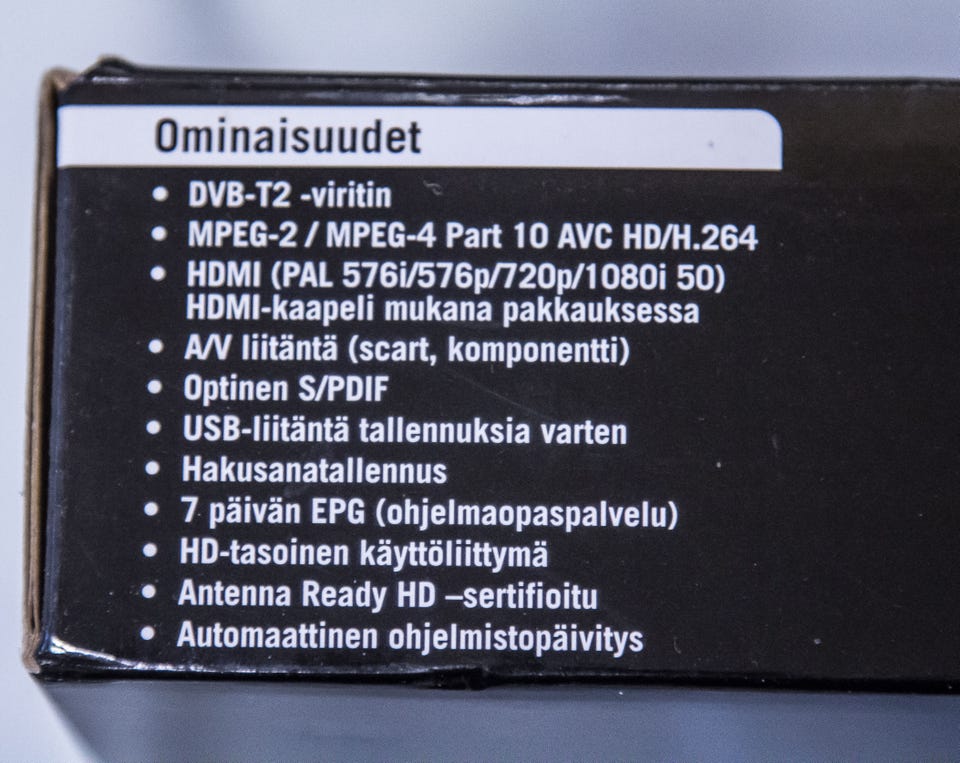 Ominaisuudet
• DVB-T2 -viritin
• MPEG-2 / MPEG-4 Part 10 AVC HD/H.264
• HDMI (PAL 576i/576p/720p/1080i 50)
HDMI-kaapeli mukana pakkauksessa
• A/V liitäntä (scart, komponentti)
• Optinen S/PDIF
• USB-liitäntä tallennuksia varten
• Hakusanatallennus
• 7 päivän EPG (ohjelmaopaspalvelu)
• HD-tasoinen käyttöliittymä
• Antenna Ready HD –sertifioitu
• Automaattinen ohjelmistopäivitys